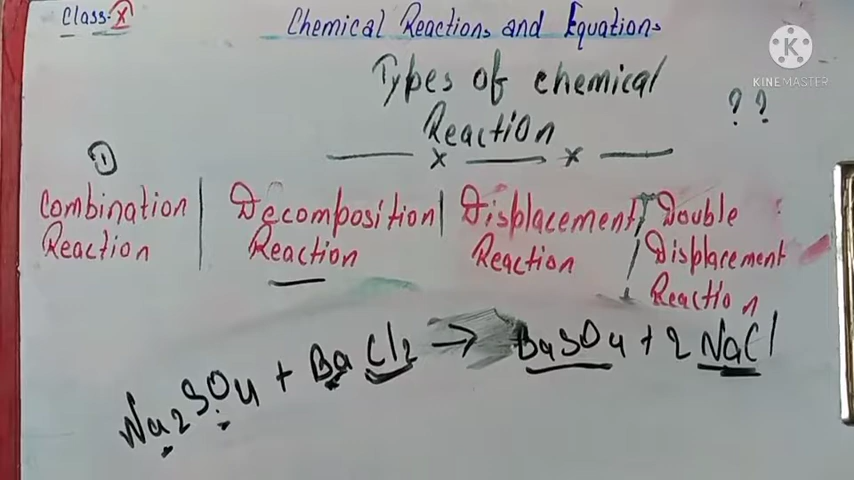 Class-X
Chemical Reactions and Equations
K
KINEMASTER
Types of chemical
Reaction
??
①
Combination
Reaction
Decomposition
Reaction
Displacement
Reaction
Double
Displacement
Reaction
Na2SO4 + BaCl2 → BaSO4 + 2 NaCl